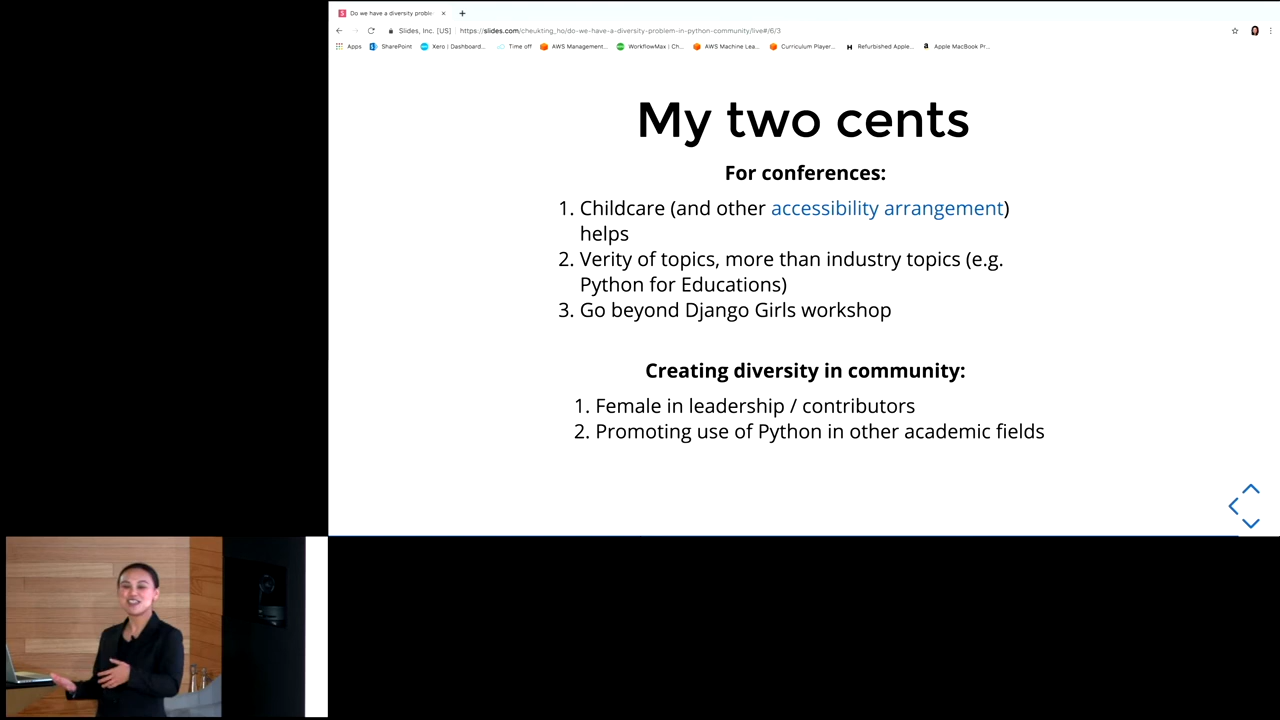 Do we have a diversity proble
Slides, Inc. [US]
https://slides.com/cheukting_ho/do-we-have-a-diversity-problem-in-python-community/live#/6/3
Apps SharePoint Xero | Dashboard... Time off AWS Management... WorkflowMax | Ch... AWS Machine Lea... Curriculum Player... Refurbished Apple... Apple MacBook Pr...
My two cents
For conferences:
1. Childcare (and other accessibility arrangement)
helps
2. Verity of topics, more than industry topics (e.g.
Python for Educations)
3. Go beyond Django Girls workshop
Creating diversity in community:
1. Female in leadership / contributors
2. Promoting use of Python in other academic fields